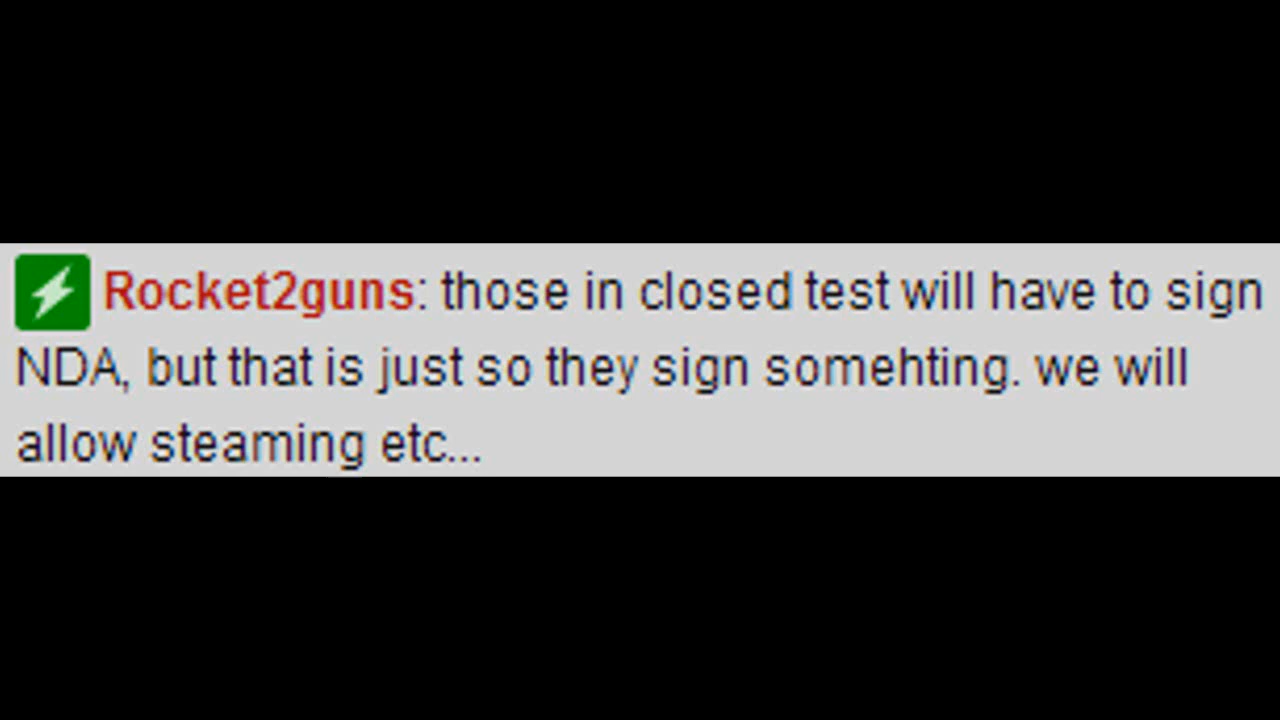 Rocket2guns: those in closed test will have to sign
NDA, but that is just so they sign somehting. we will
allow steaming etc...